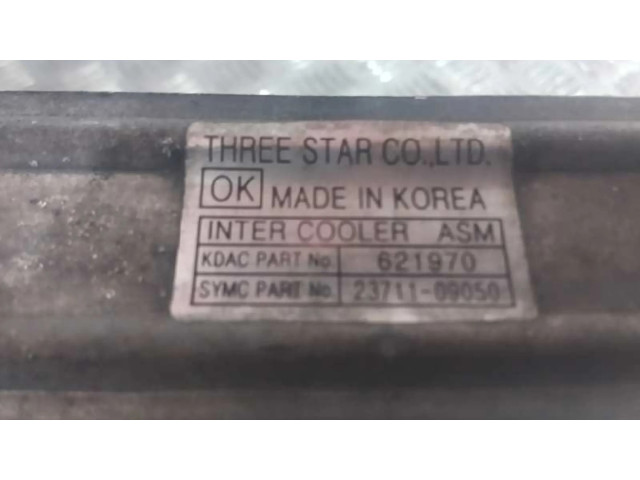 THREE STAR CO.,LTD.
OK MADE IN KOREA
INTER COOLER ASM
KDAC PART No. 621970
SYMC PART No. 23711-09050